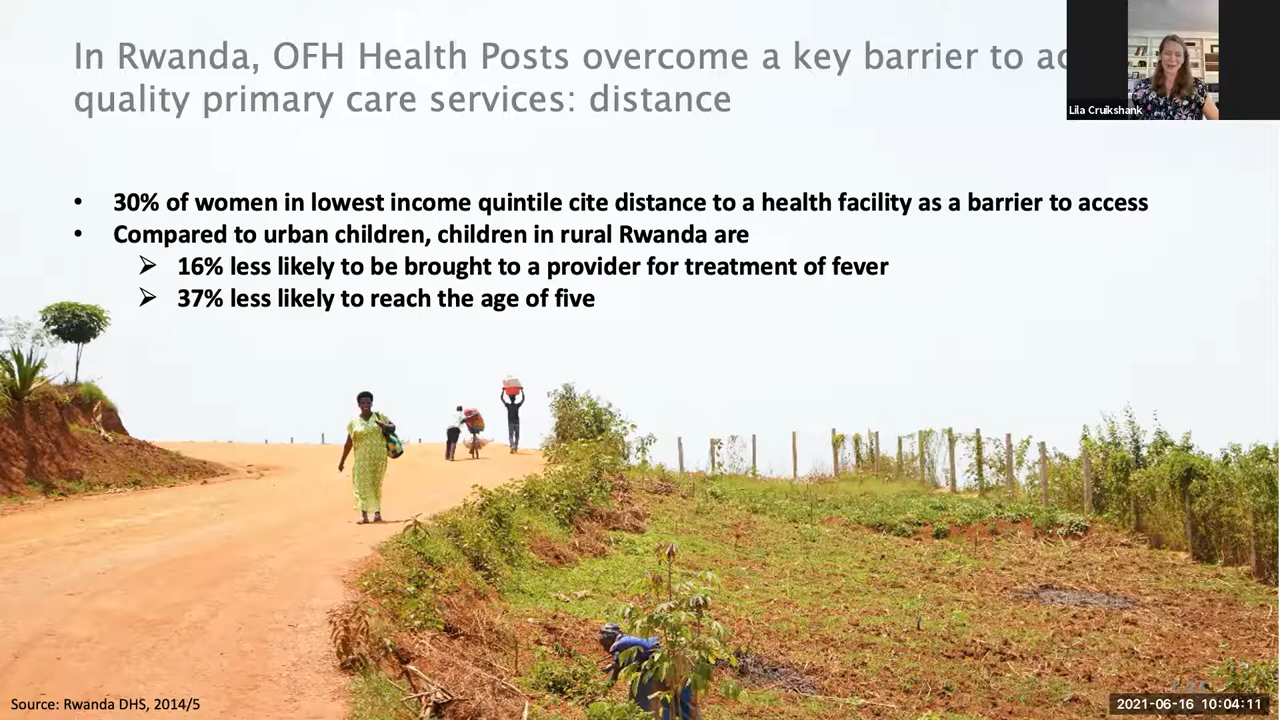 In Rwanda, OFH Health Posts overcome a key barrier to
quality primary care services: distance
Lila Cruikshank
• 30% of women in lowest income quintile cite distance to a health facility as a barrier to access
• Compared to urban children, children in rural Rwanda are
➢ 16% less likely to be brought to a provider for treatment of fever
➢ 37% less likely to reach the age of five
Source: Rwanda DHS, 2014/5
2021-06-16 10:04:11